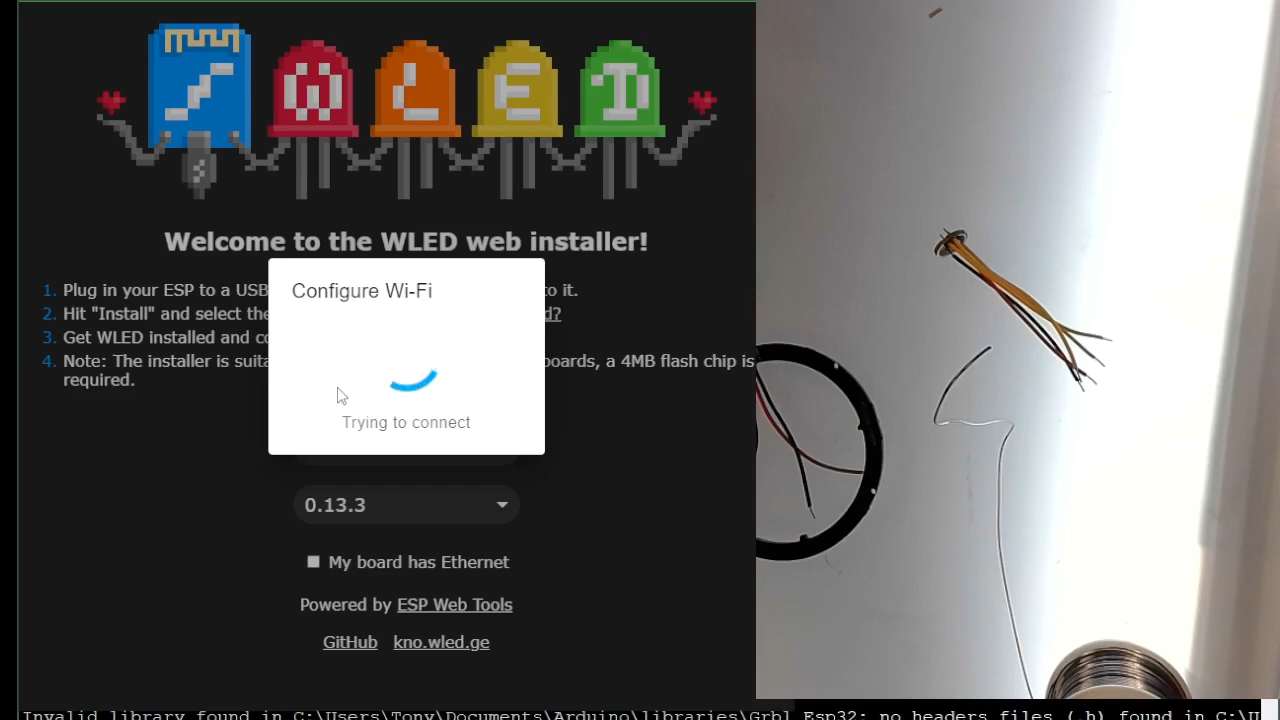 WLED
Welcome to the WLED web installer!
1. Plug in your ESP to a USB
to it.
2. Hit "Install" and select the
d?
3. Get WLED installed and co
4. Note: The installer is suita
boards, a 4MB flash chip is
required.
Configure Wi-Fi
Trying to connect
0.13.3
My board has Ethernet
Powered by ESP Web Tools
GitHub kno.wled.ge
Invalid library found in C:\Users\Tony\Documents\Arduino\libraries\Grbl_Esp32: no headers files (.h) found in C:\U